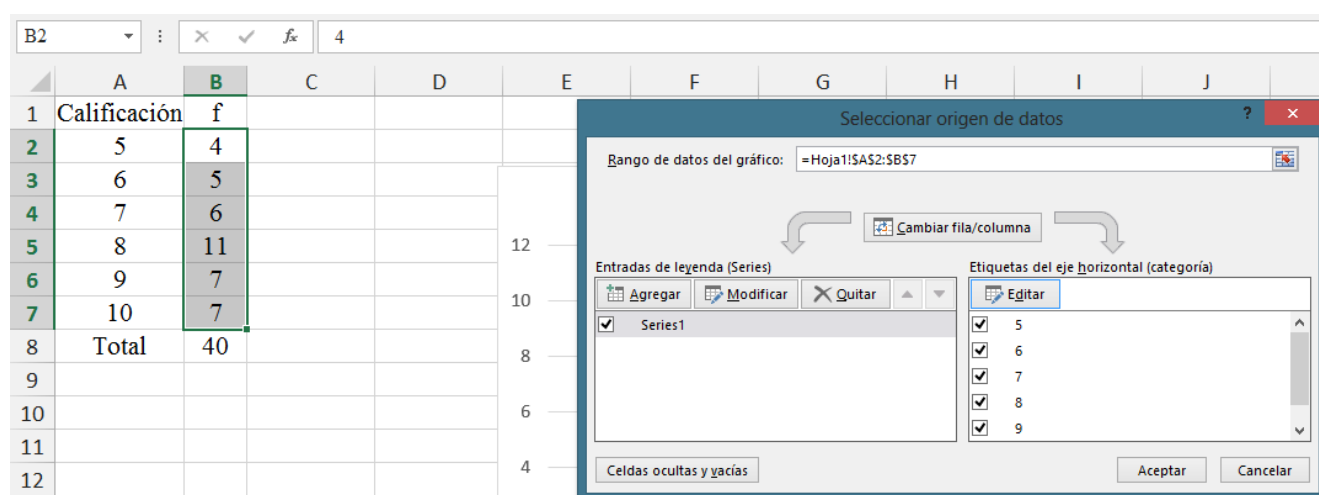 B2 fx 4
A B C D E F G H I J
1 Calificación f
2 5 4
3 6 5
4 7 6
5 8 11
6 9 7
7 10 7
8 Total 40
9
10
11
12
12
10
8
6
4
Seleccionar origen de datos ? ×
Rango de datos del gráfico: =Hoja1!$A$2:$B$7
Cambiar fila/columna
Entradas de leyenda (Series)
Agregar Modificar Quitar
Series1
Etiquetas del eje horizontal (categoría)
Editar
5
6
7
8
9
Celdas ocultas y vacías
Aceptar Cancelar